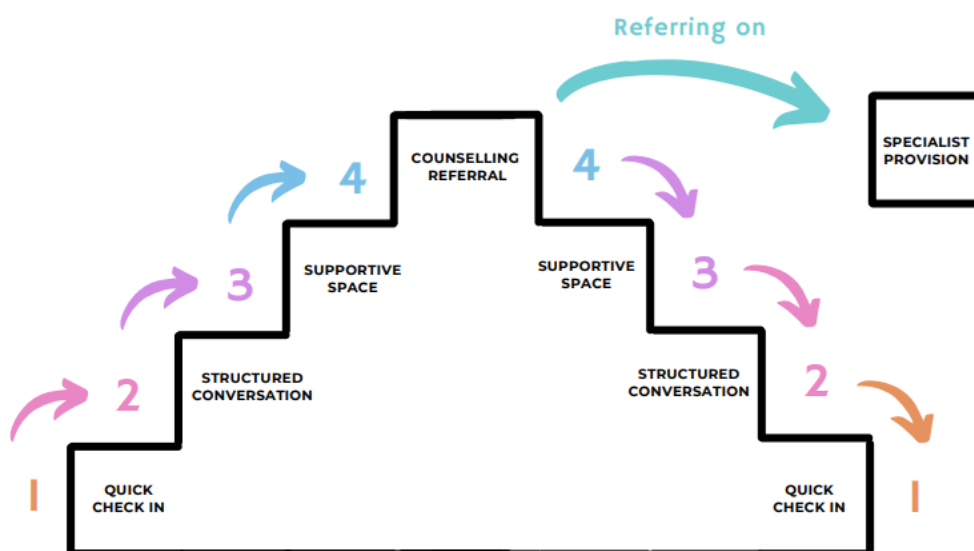 Referring on
SPECIALIST
PROVISION
COUNSELLING
REFERRAL
4
4
SUPPORTIVE
SPACE
SUPPORTIVE
SPACE
3
3
STRUCTURED
CONVERSATION
STRUCTURED
CONVERSATION
2
2
QUICK
CHECK IN
QUICK
CHECK IN
1
1